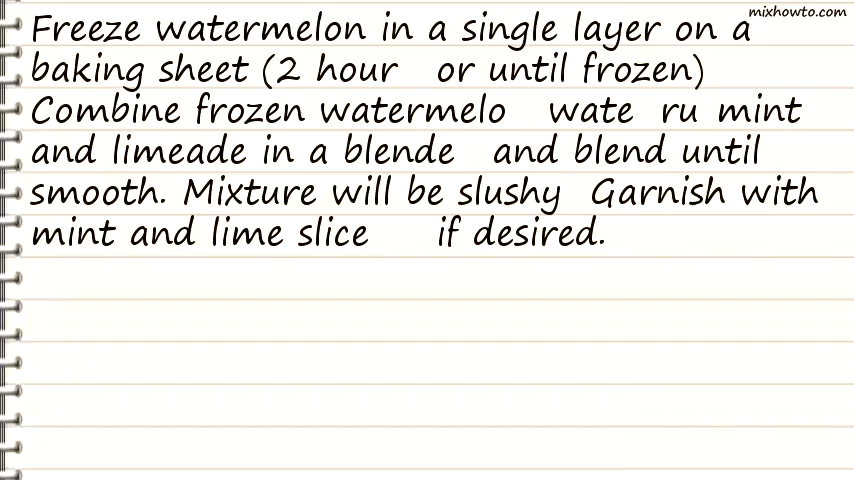 mixhowto.com
Freeze watermelon in a single layer on a
baking sheet (2 hour or until frozen)
Combine frozen watermelo wate ru mint
and limeade in a blende and blend until
smooth. Mixture will be slushy Garnish with
mint and lime slice if desired.